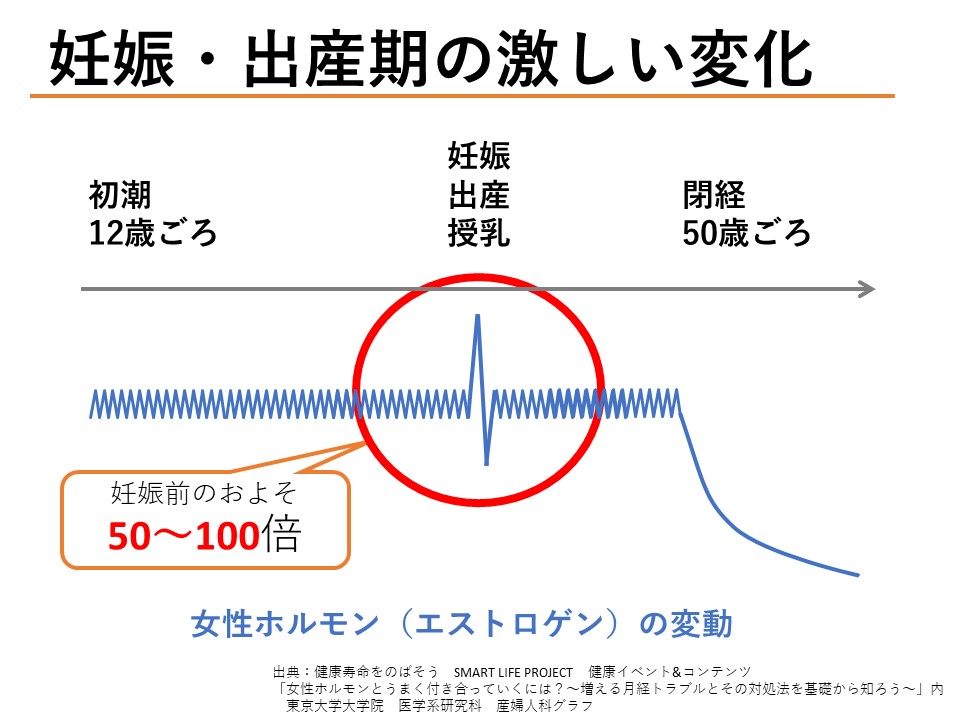 妊娠・出産期の激しい変化
初潮
12歳ごろ
妊娠
出産
授乳
閉経
50歳ごろ
妊娠前のおよそ
50～100倍
女性ホルモン（エストロゲン）の変動
出典：健康寿命をのばそう　SMART LIFE PROJECT　健康イベント&コンテンツ
「女性ホルモンとうまく付き合っていくには？～増える月経トラブルとその対処法を基礎から知ろう～」内
東京大学大学院　医学系研究科　産婦人科グラフ